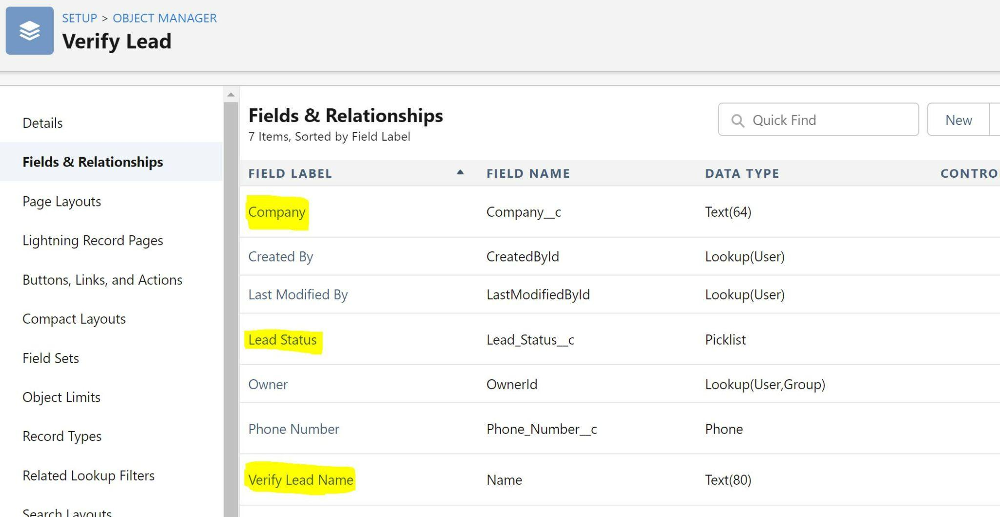 SETUP > OBJECT MANAGER
Verify Lead
Details
Fields & Relationships
Page Layouts
Lightning Record Pages
Buttons, Links, and Actions
Compact Layouts
Field Sets
Object Limits
Record Types
Related Lookup Filters
Search Layouts
Fields & Relationships
7 Items, Sorted by Field Label
Quick Find
New
FIELD LABEL FIELD NAME DATA TYPE CONTRO
Company Company__c Text(64)
Created By CreatedById Lookup(User)
Last Modified By LastModifiedById Lookup(User)
Lead Status Lead_Status__c Picklist
Owner OwnerId Lookup(User,Group)
Phone Number Phone_Number__c Phone
Verify Lead Name Name Text(80)